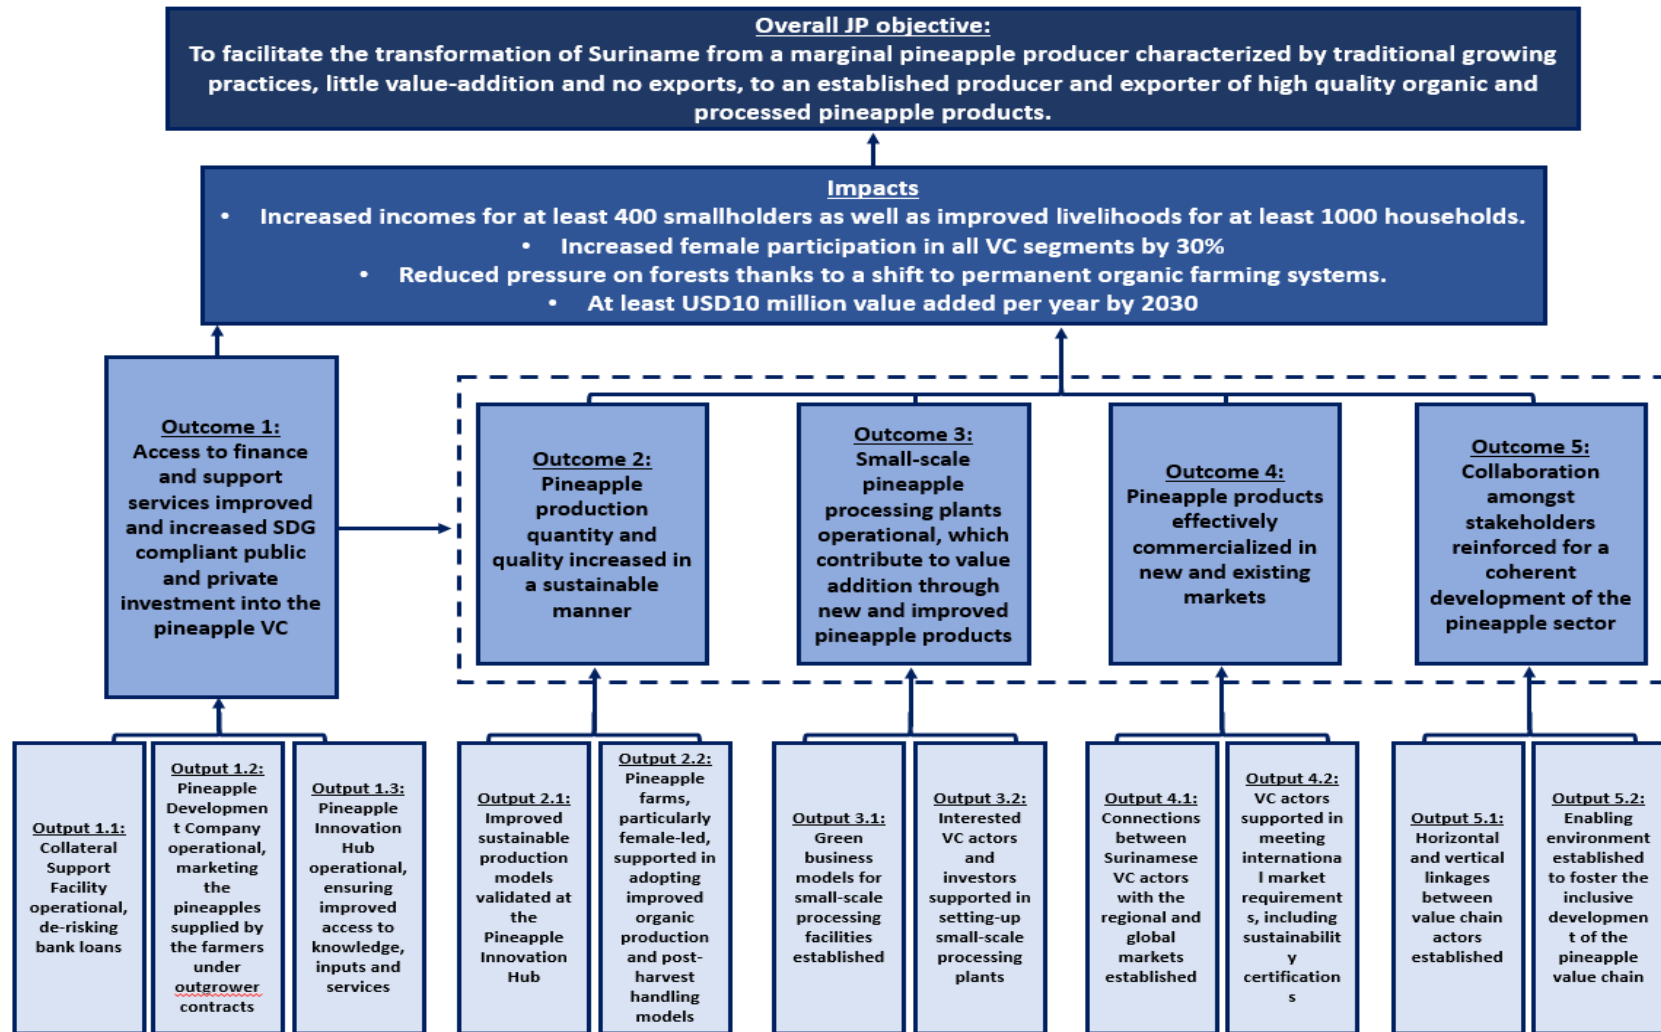 Overall JP objective:
To facilitate the transformation of Suriname from a marginal pineapple producer characterized by traditional growing
practices, little value-addition and no exports, to an established producer and exporter of high quality organic and
processed pineapple products.
Impacts
• Increased incomes for at least 400 smallholders as well as improved livelihoods for at least 1000 households.
• Increased female participation in all VC segments by 30%
• Reduced pressure on forests thanks to a shift to permanent organic farming systems.
• At least USD10 million value added per year by 2030
Outcome 1:
Access to finance
and support
services improved
and increased SDG
compliant public
and private
investment into the
pineapple VC
Outcome 2:
Pineapple
production
quantity and
quality increased in
a sustainable
manner
Outcome 3:
Small-scale
pineapple
processing plants
operational, which
contribute to value
addition through
new and improved
pineapple products
Outcome 4:
Pineapple products
effectively
commercialized in
new and existing
markets
Outcome 5:
Collaboration
amongst
stakeholders
reinforced for a
coherent
development of the
pineapple sector
Output 1.1:
Collateral
Support
Facility
operational,
de-risking
bank loans
Output 1.2:
Pineapple
Developmen
t Company
operational,
marketing
the
pineapples
supplied by
the farmers
under
outgrower
contracts
Output 1.3:
Pineapple
Innovation
Hub
operational,
ensuring
improved
access to
knowledge,
inputs and
services
Output 2.1:
Improved
sustainable
production
models
validated at
the
Pineapple
Innovation
Hub
Output 2.2:
Pineapple
farms,
particularly
female-led,
supported in
adopting
improved
organic
production
and post-
harvest
handling
models
Output 3.1:
Green
business
models for
small-scale
processing
facilities
established
Output 3.2:
Interested
VC actors
and
investors
supported in
setting-up
small-scale
processing
plants
Output 4.1:
Connections
between
Surinamese
VC actors
with the
regional and
global
markets
established
Output 4.2:
VC actors
supported in
meeting
internationa
l market
requirement
s, including
sustainabilit
y
certification
s
Output 5.1:
Horizontal
and vertical
linkages
between
value chain
actors
established
Output 5.2:
Enabling
environment
established
to foster the
inclusive
developmen
t of the
pineapple
value chain